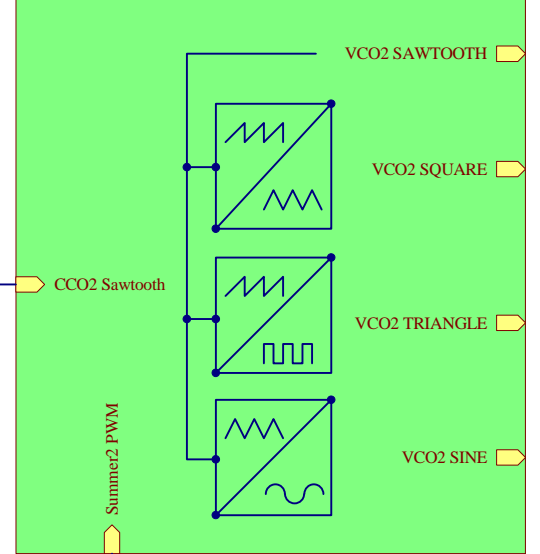 VCO2 SAWTOOTH
VCO2 SQUARE
CCO2 Sawtooth
VCO2 TRIANGLE
Summer2 PWM
VCO2 SINE